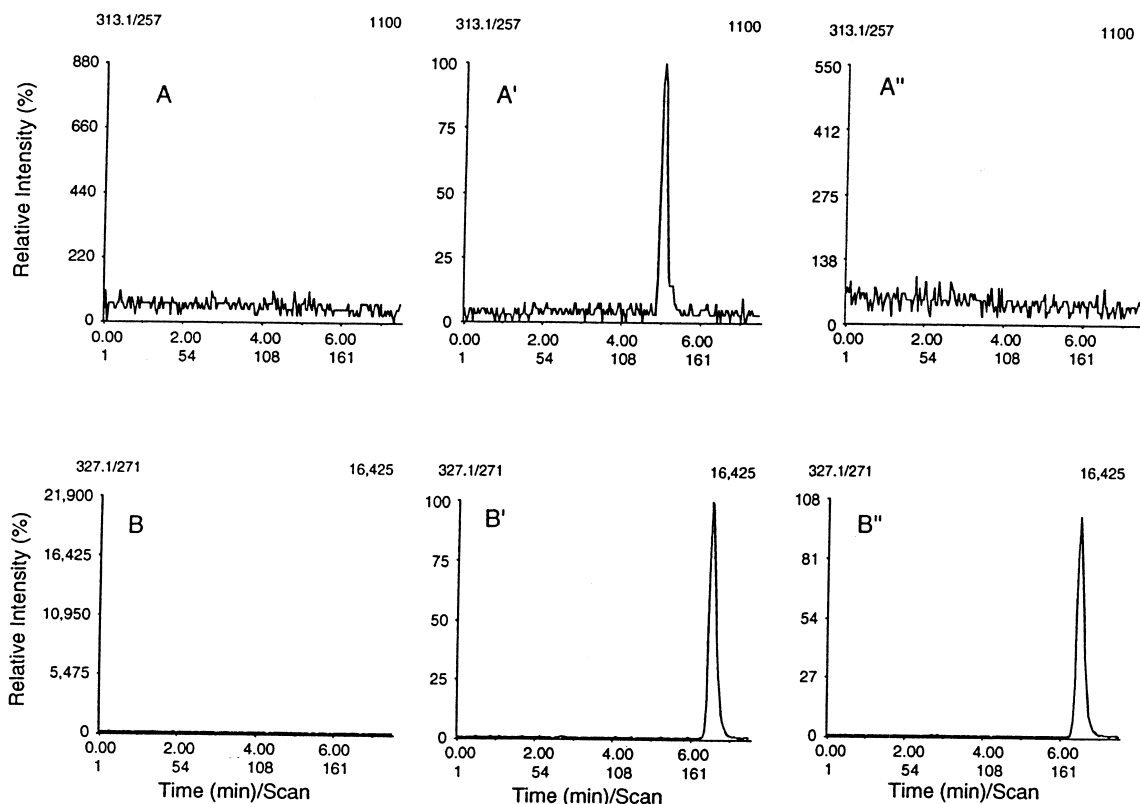 313.1/257 1100
Relative Intensity (%)
880
660
440
220
0
A
0.00 2.00 4.00 6.00
1 54 108 161
313.1/257 1100
100
75
50
25
0
A'
0.00 2.00 4.00 6.00
1 54 108 161
313.1/257 1100
550
412
275
138
0
A"
0.00 2.00 4.00 6.00
1 54 108 161
327.1/271 16,425
Relative Intensity (%)
21,900
16,425
10,950
5,475
0
B
0.00 2.00 4.00 6.00
1 54 108 161
Time (min)/Scan
327.1/271 16,425
100
75
50
25
0
B'
0.00 2.00 4.00 6.00
1 54 108 161
Time (min)/Scan
327.1/271 16,425
108
81
54
27
0
B"
0.00 2.00 4.00 6.00
1 54 108 161
Time (min)/Scan